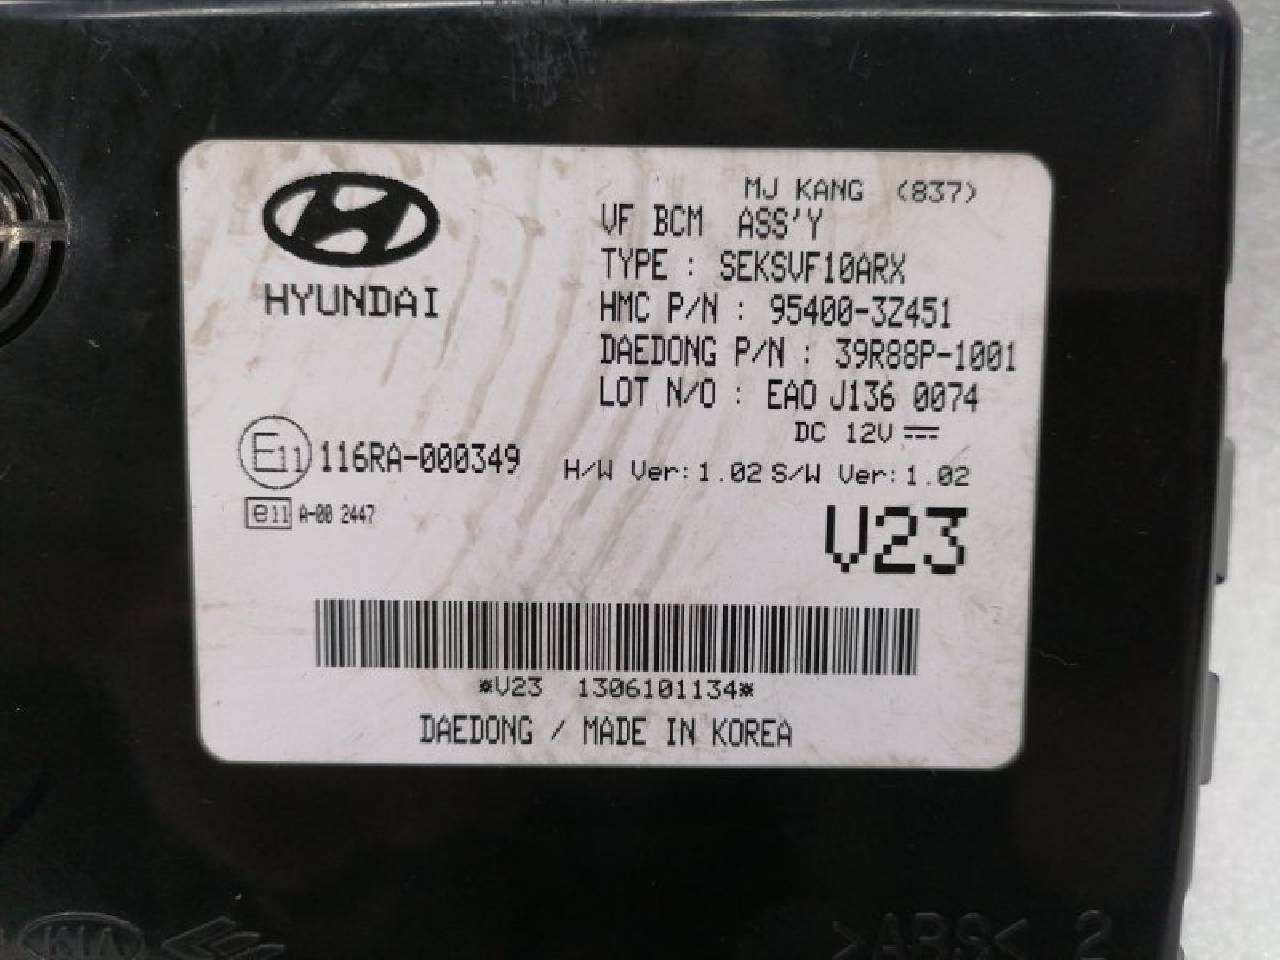 MJ KANG (837)
VF BCM ASS'Y
TYPE : SEKSVF10ARX
HYUNDAI
HMC P/N : 95400-3Z451
DAEDONG P/N : 39R88P-1001
LOT N/O : EAO J136 0074
DC 12V
E11 116RA-000349
H/W Ver:1.02 S/W Ver:1.02
e11 A-00 2447
V23
*V23 1306101134*
DAEDONG / MADE IN KOREA
KIA
>ABS< 2